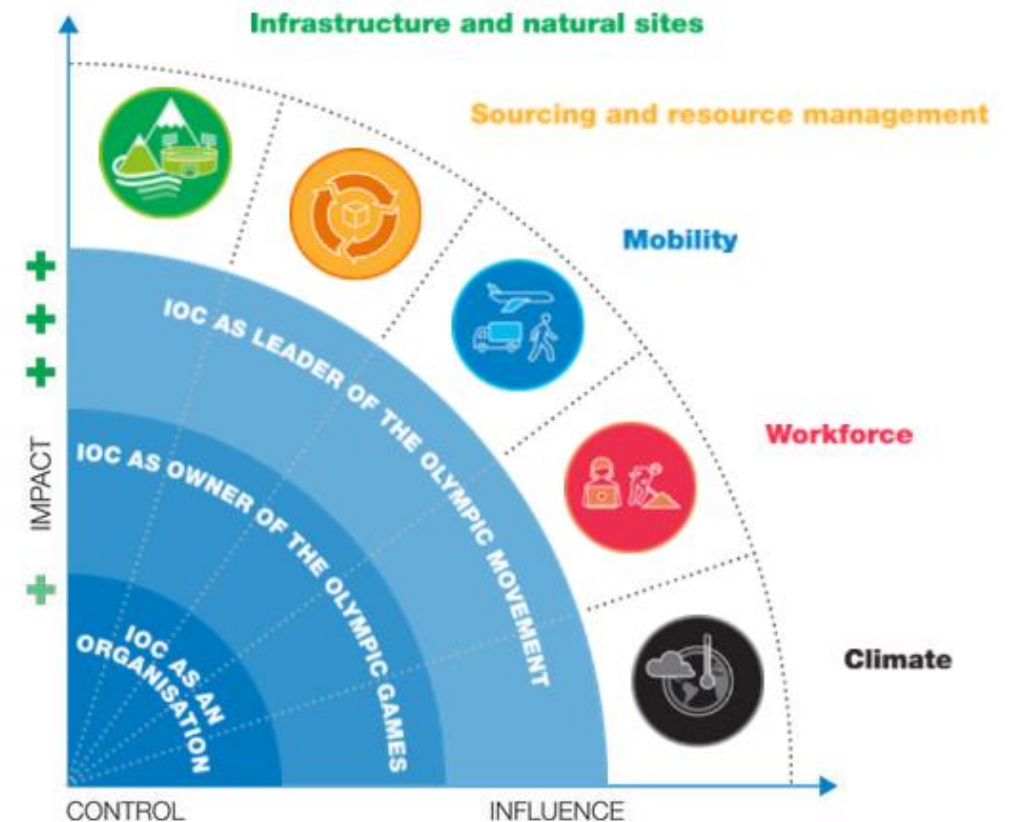 Infrastructure and natural sites
Sourcing and resource management
Mobility
Workforce
Climate
+
+
+
IMPACT
+
IOC AS LEADER OF THE OLYMPIC MOVEMENT
IOC AS OWNER OF THE OLYMPIC GAMES
IOC AS AN
ORGANISATION
CONTROL
INFLUENCE